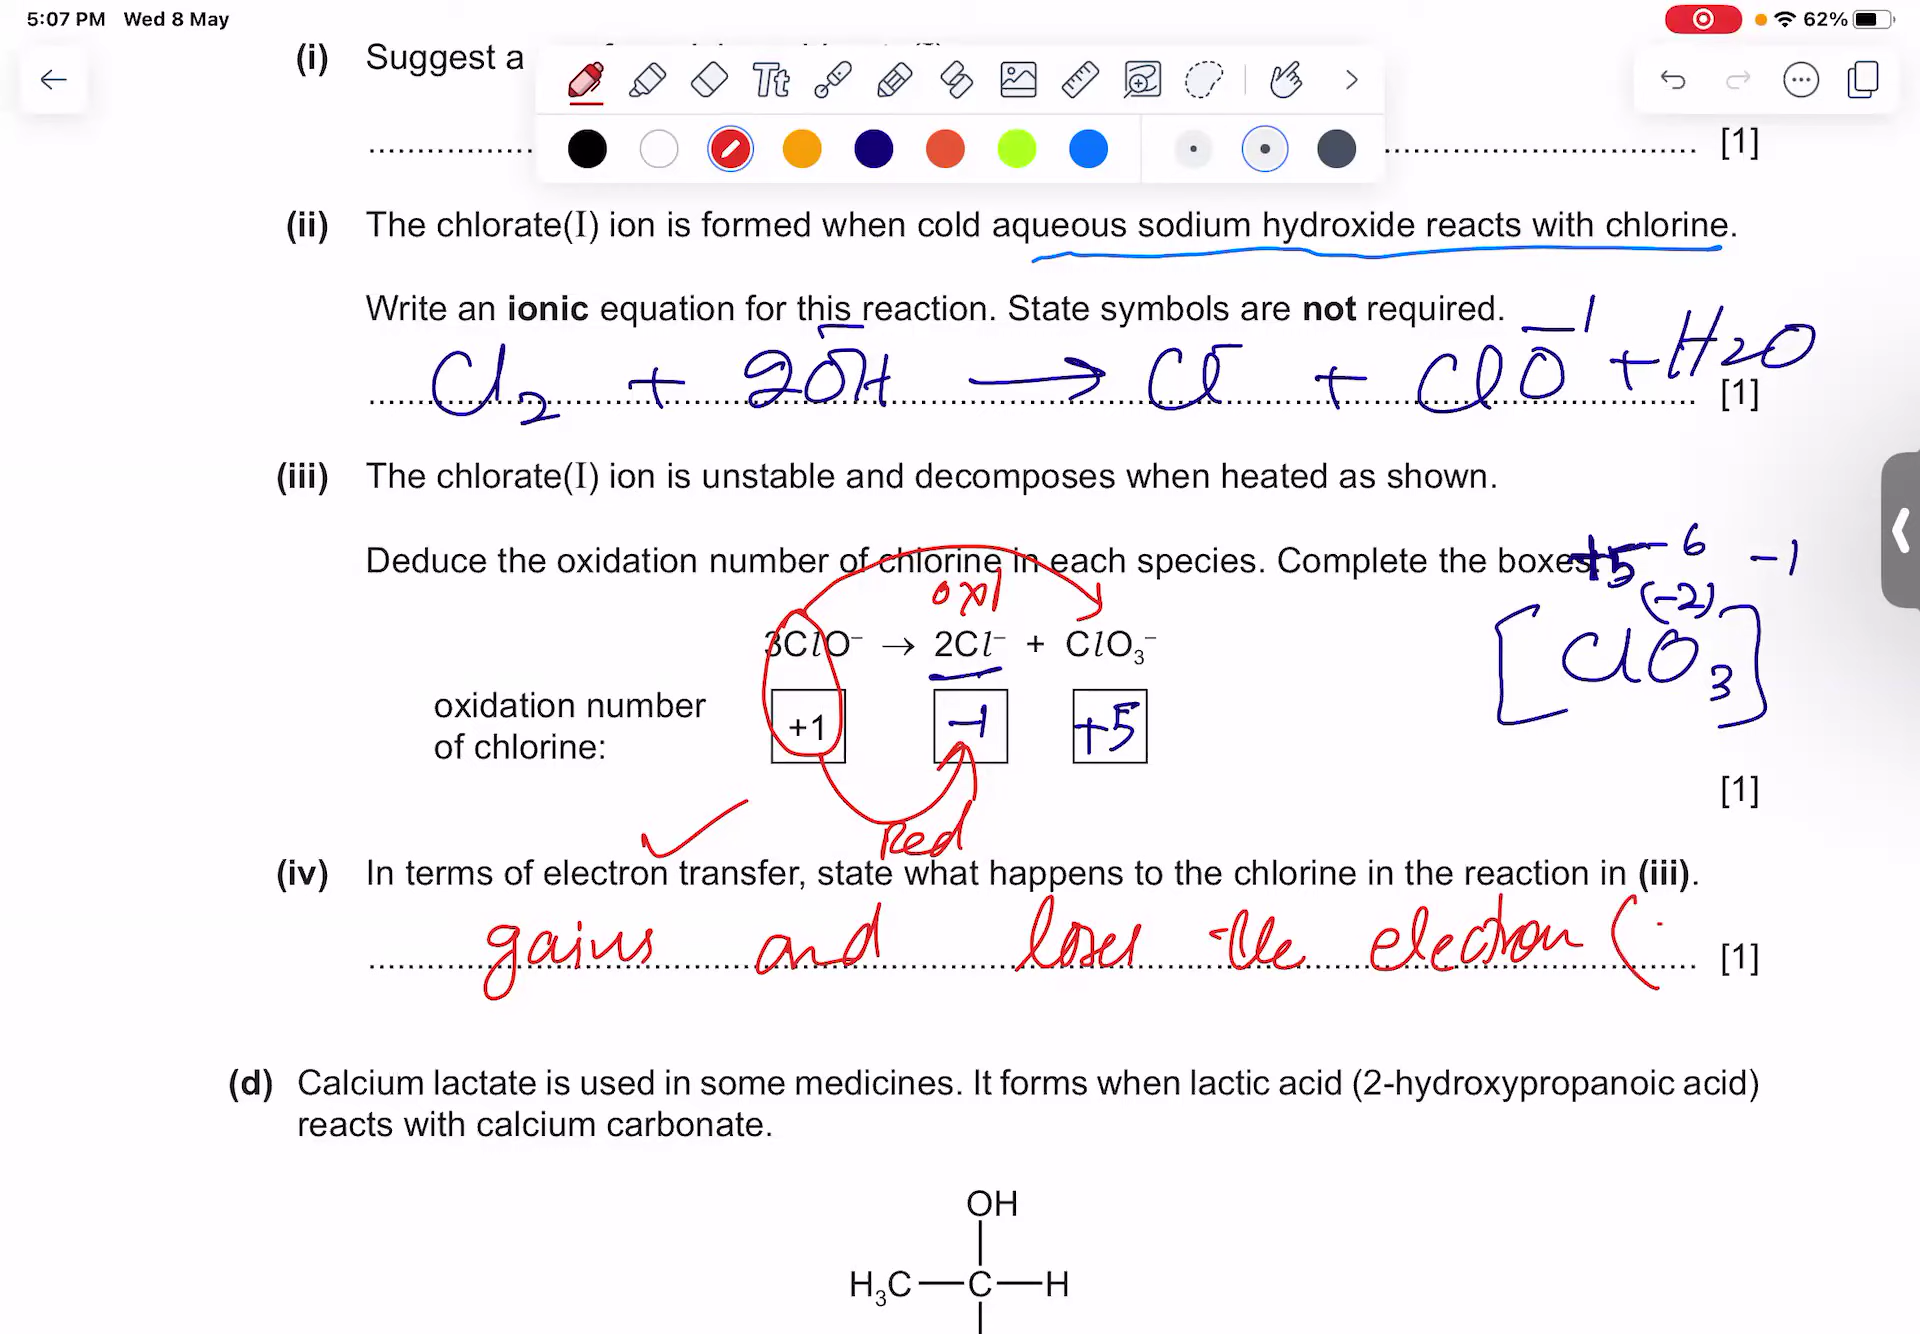 5:07 PM Wed 8 May
62%
(i) Suggest a
Tt
[1]
(ii) The chlorate(I) ion is formed when cold aqueous sodium hydroxide reacts with chlorine.
Write an ionic equation for this reaction. State symbols are not required.
Cl₂ + 2OH⁻ → Cl⁻ + ClO⁻¹ + H2O
[1]
(iii) The chlorate(I) ion is unstable and decomposes when heated as shown.
Deduce the oxidation number of chlorine in each species. Complete the boxes
+5 -6 -1
(-2)
oxi
3ClO⁻ → 2Cl⁻ + ClO₃⁻
[ClO₃]
oxidation number
of chlorine:
+1 -1 +5
[1]
Red
(iv) In terms of electron transfer, state what happens to the chlorine in the reaction in (iii).
gains and loses the electron (
[1]
(d) Calcium lactate is used in some medicines. It forms when lactic acid (2-hydroxypropanoic acid)
reacts with calcium carbonate.
OH
H₃C—C—H